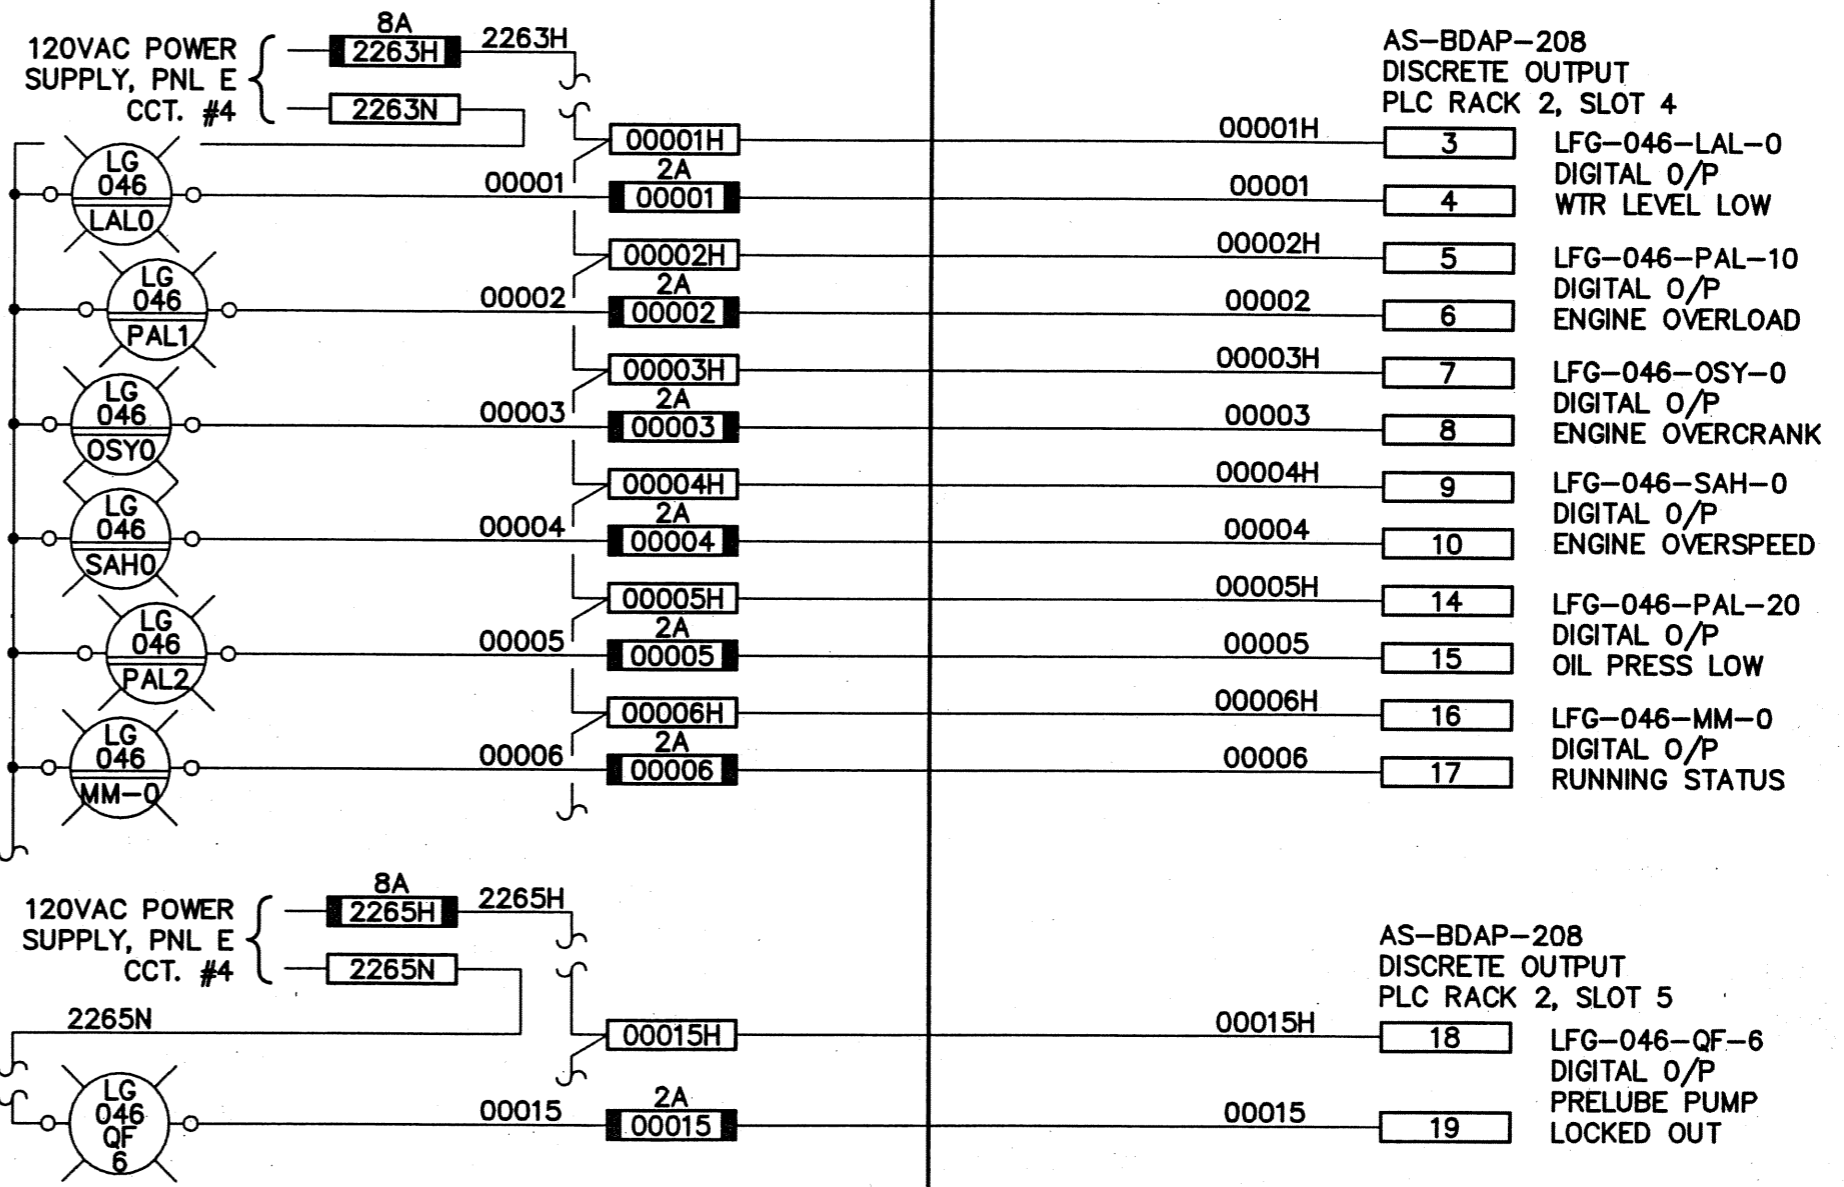 8A
120VAC POWER
SUPPLY, PNL E
CCT. #4
2263H
2263H
2263N
AS-BDAP-208
DISCRETE OUTPUT
PLC RACK 2, SLOT 4
LG
046
LAL0
00001H
00001H
3
00001
2A
00001
00001
4
LFG-046-LAL-0
DIGITAL O/P
WTR LEVEL LOW
LG
046
PAL1
00002H
00002H
5
00002
2A
00002
00002
6
LFG-046-PAL-10
DIGITAL O/P
ENGINE OVERLOAD
LG
046
OSY0
00003H
00003H
7
00003
2A
00003
00003
8
LFG-046-OSY-0
DIGITAL O/P
ENGINE OVERCRANK
LG
046
SAH0
00004H
00004H
9
00004
2A
00004
00004
10
LFG-046-SAH-0
DIGITAL O/P
ENGINE OVERSPEED
LG
046
PAL2
00005H
00005H
14
00005
2A
00005
00005
15
LFG-046-PAL-20
DIGITAL O/P
OIL PRESS LOW
LG
046
MM-0
00006H
00006H
16
00006
2A
00006
00006
17
LFG-046-MM-0
DIGITAL O/P
RUNNING STATUS
8A
120VAC POWER
SUPPLY, PNL E
CCT. #4
2265H
2265H
2265N
2265N
AS-BDAP-208
DISCRETE OUTPUT
PLC RACK 2, SLOT 5
LG
046
QF
6
00015H
00015H
18
00015
2A
00015
00015
19
LFG-046-QF-6
DIGITAL O/P
PRELUBE PUMP
LOCKED OUT